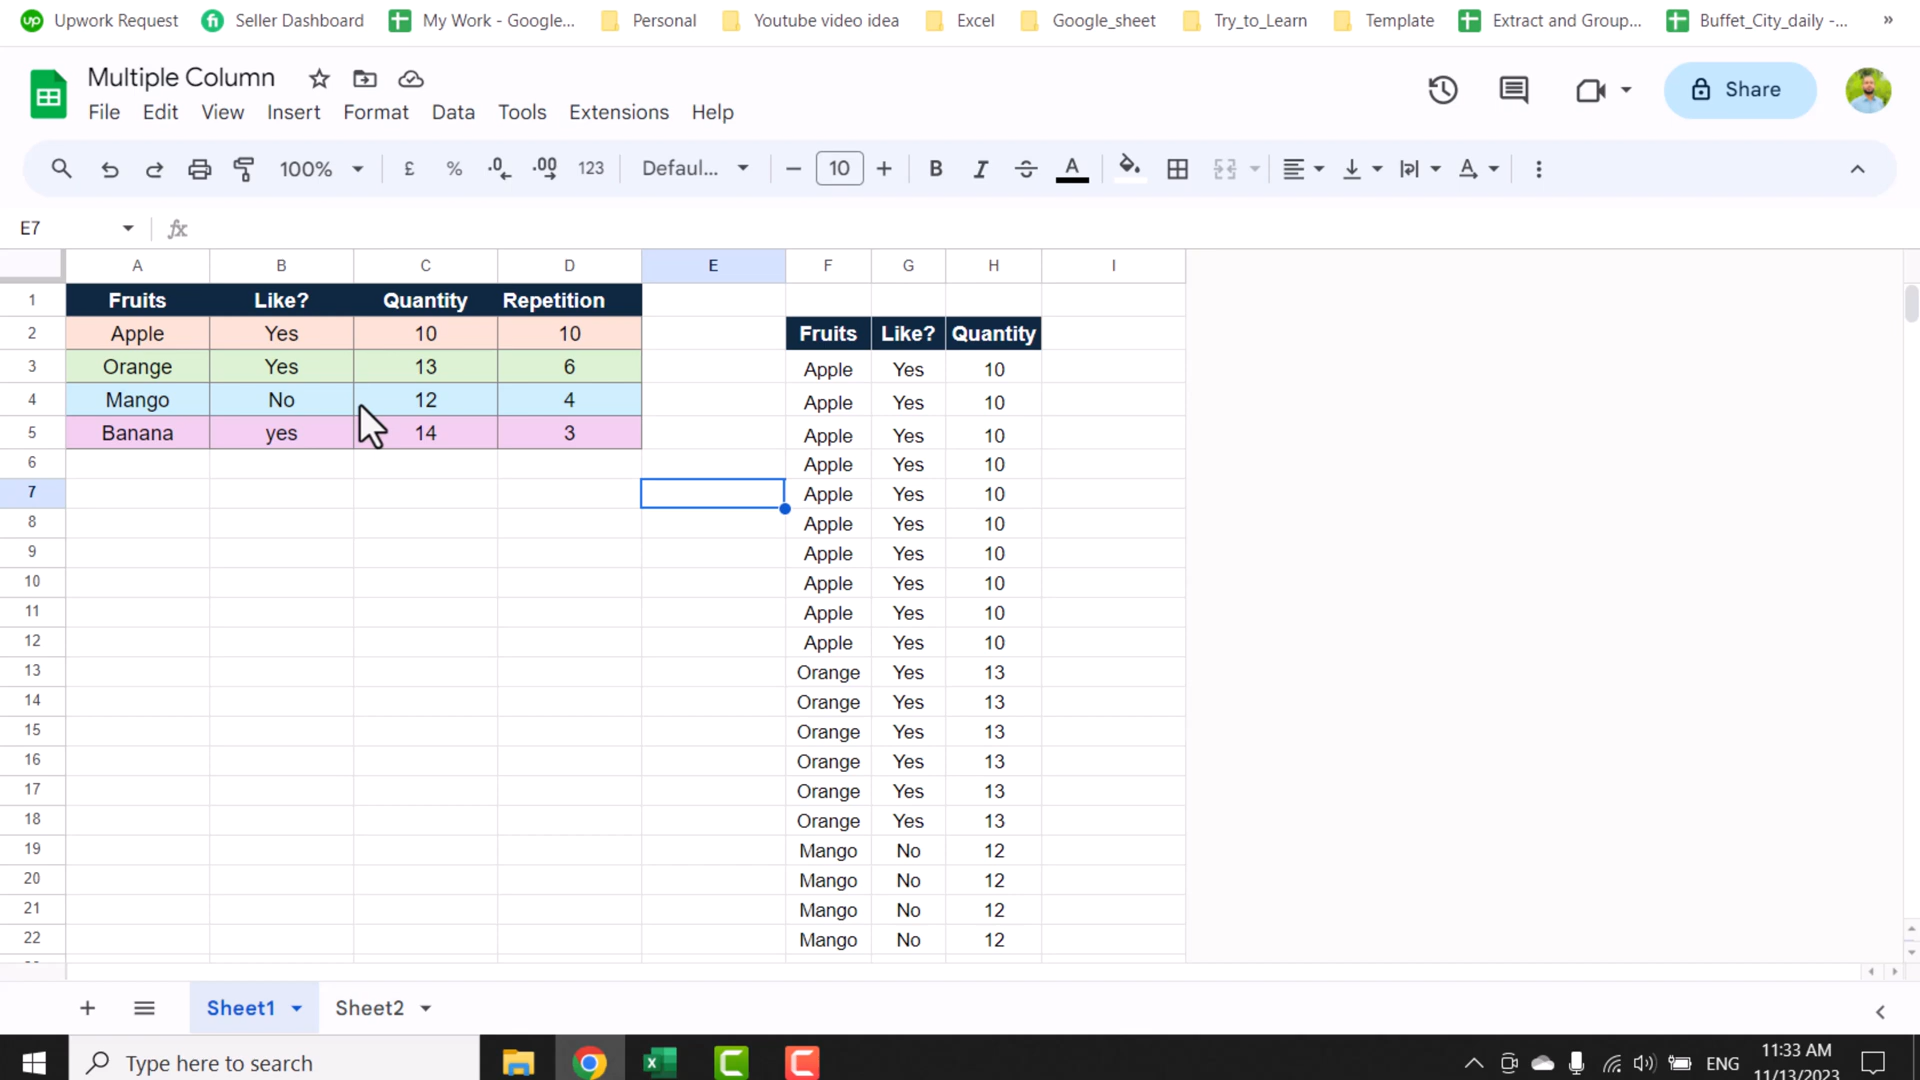 up Upwork Request fi Seller Dashboard My Work - Google... Personal Youtube video idea Excel Google_sheet Try_to_Learn Template Extract and Group... Buffet_City_daily -... »
Multiple Column
File Edit View Insert Format Data Tools Extensions Help
Share
100% £ % .0 .00 123 Defaul... − 10 + B I S A
E7 fx
A B C D E F G H I
1 Fruits Like? Quantity Repetition
2 Apple Yes 10 10 Fruits Like? Quantity
3 Orange Yes 13 6 Apple Yes 10
4 Mango No 12 4 Apple Yes 10
5 Banana yes 14 3 Apple Yes 10
6 Apple Yes 10
7 Apple Yes 10
8 Apple Yes 10
9 Apple Yes 10
10 Apple Yes 10
11 Apple Yes 10
12 Apple Yes 10
13 Orange Yes 13
14 Orange Yes 13
15 Orange Yes 13
16 Orange Yes 13
17 Orange Yes 13
18 Orange Yes 13
19 Mango No 12
20 Mango No 12
21 Mango No 12
22 Mango No 12
Sheet1 Sheet2
Type here to search
ENG
11:33 AM
11/13/2023